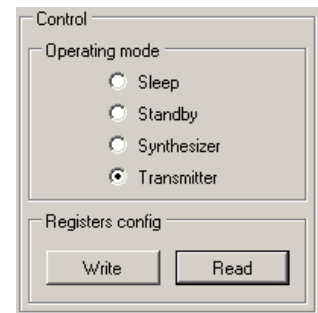 Control
Operating mode
Sleep
Standby
Synthesizer
Transmitter
Registers config
Write Read